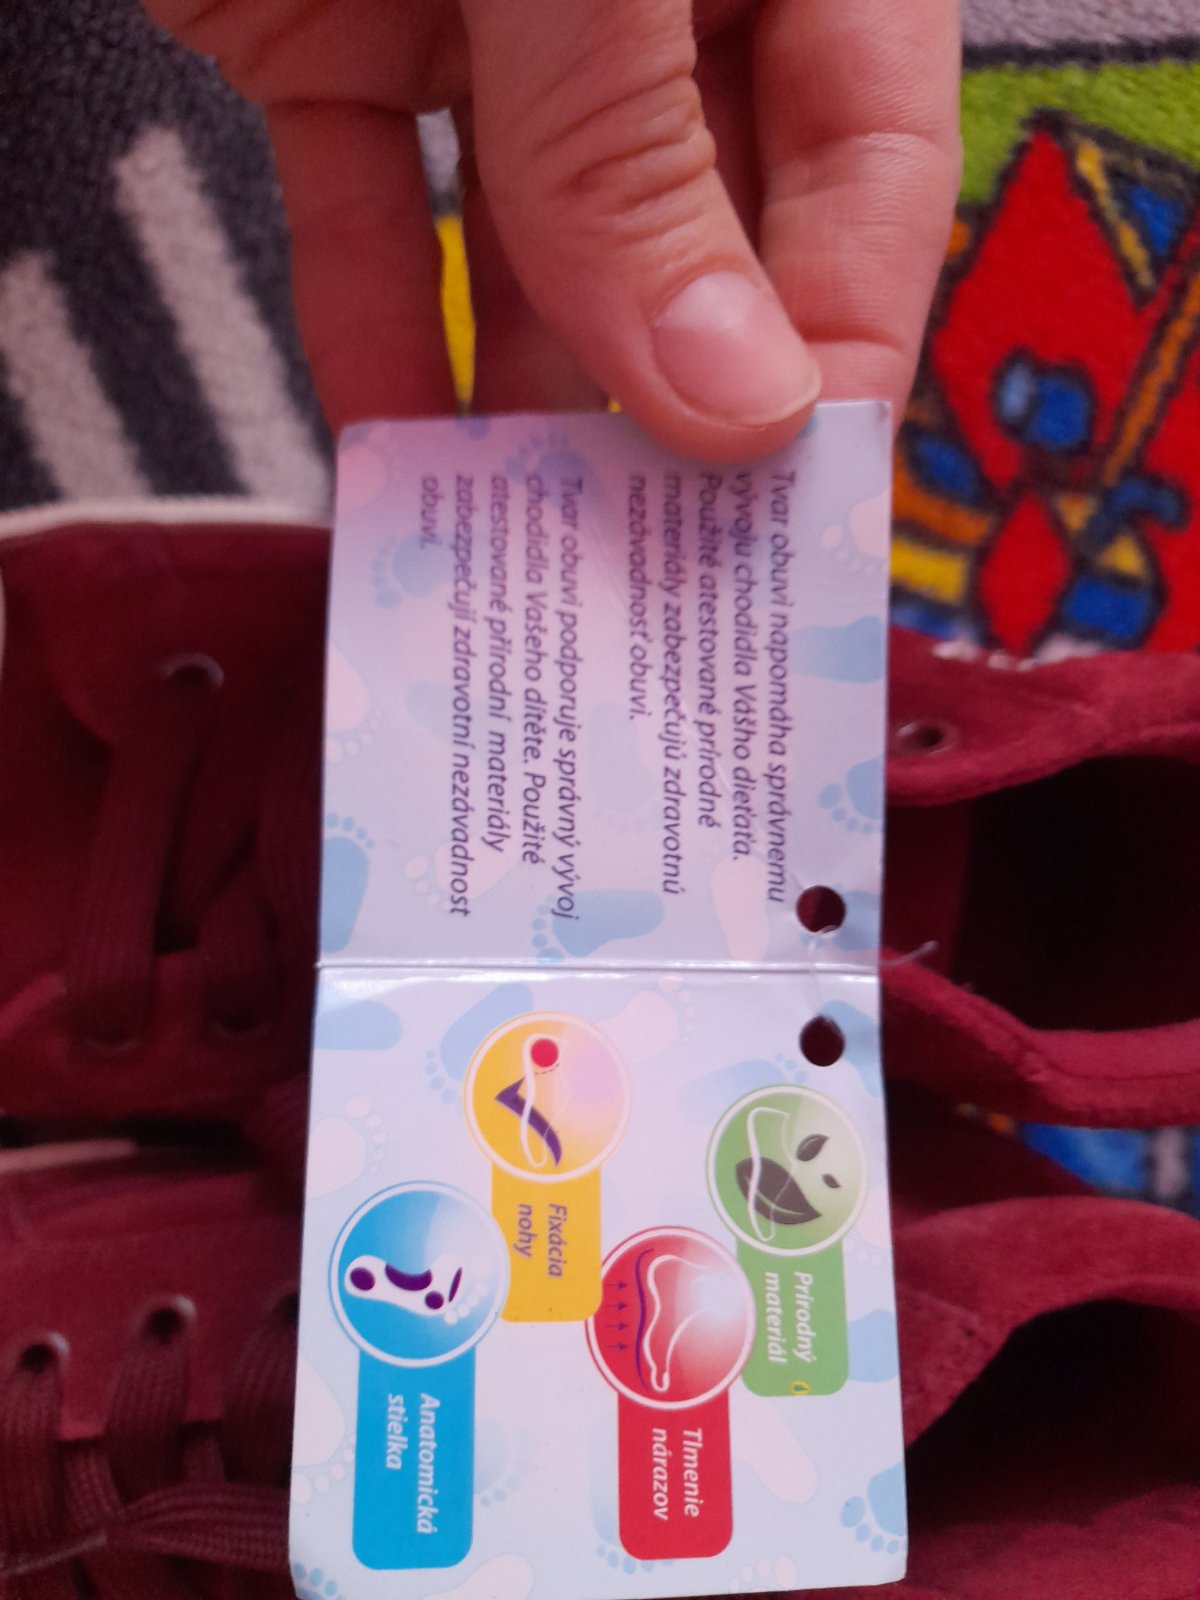 Tvar obuvi napomáha správnemu
vývoju chodidla Vášho dieťaťa.
Použité atestované prírodné
materiály zabezpečujú zdravotnú
nezávadnosť obuvi.
Tvar obuvi podporuje správný vývoj
chodidla Vašeho dítěte. Použité
atestované přírodní materiály
zabezpečují zdravotní nezávadnost
obuvi.
Prírodný
materiál
Tlmenie
nárazov
Fixácia
nohy
Anatomická
stielka